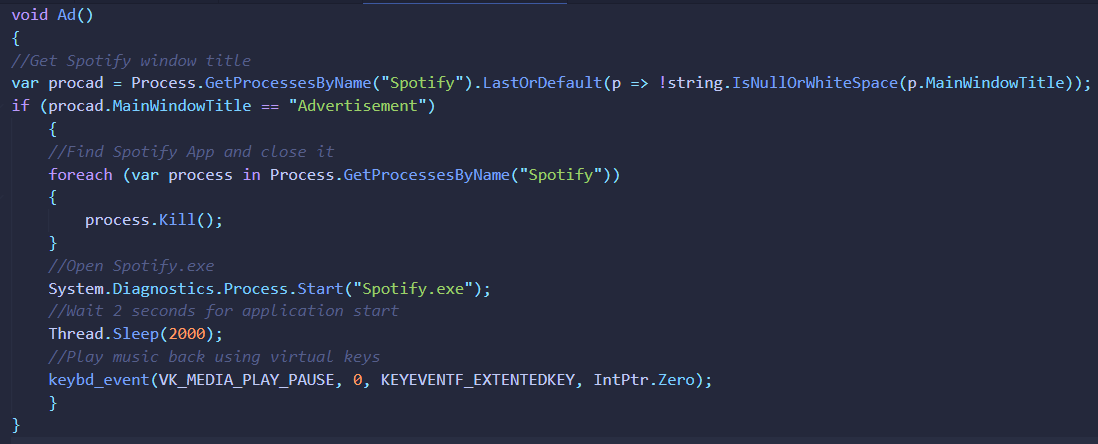 void Ad()
{
//Get Spotify window title
var procad = Process.GetProcessesByName("Spotify").LastOrDefault(p => !string.IsNullOrWhiteSpace(p.MainWindowTitle));
if (procad.MainWindowTitle == "Advertisement")
    {
    //Find Spotify App and close it
    foreach (var process in Process.GetProcessesByName("Spotify"))
    {
        process.Kill();
    }
    //Open Spotify.exe
    System.Diagnostics.Process.Start("Spotify.exe");
    //Wait 2 seconds for application start
    Thread.Sleep(2000);
    //Play music back using virtual keys
    keybd_event(VK_MEDIA_PLAY_PAUSE, 0, KEYEVENTF_EXTENTEDKEY, IntPtr.Zero);
    }
}